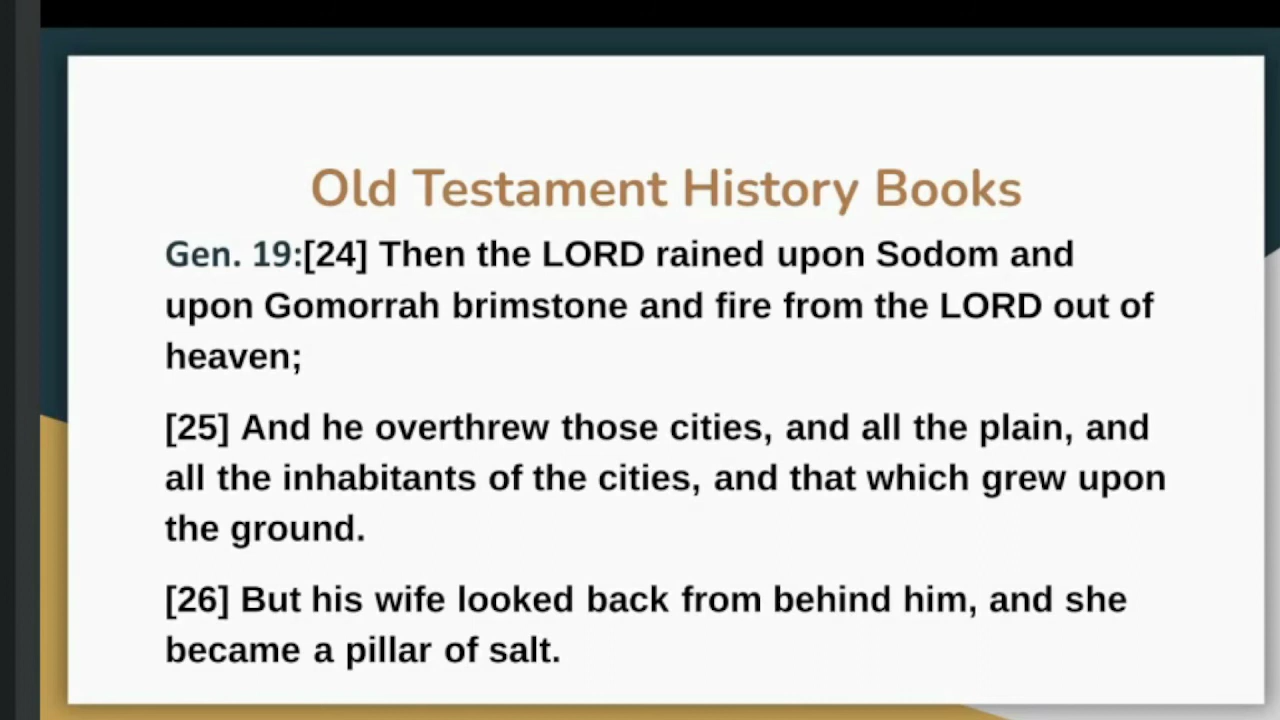 Old Testament History Books
Gen. 19:[24] Then the LORD rained upon Sodom and
upon Gomorrah brimstone and fire from the LORD out of
heaven;
[25] And he overthrew those cities, and all the plain, and
all the inhabitants of the cities, and that which grew upon
the ground.
[26] But his wife looked back from behind him, and she
became a pillar of salt.